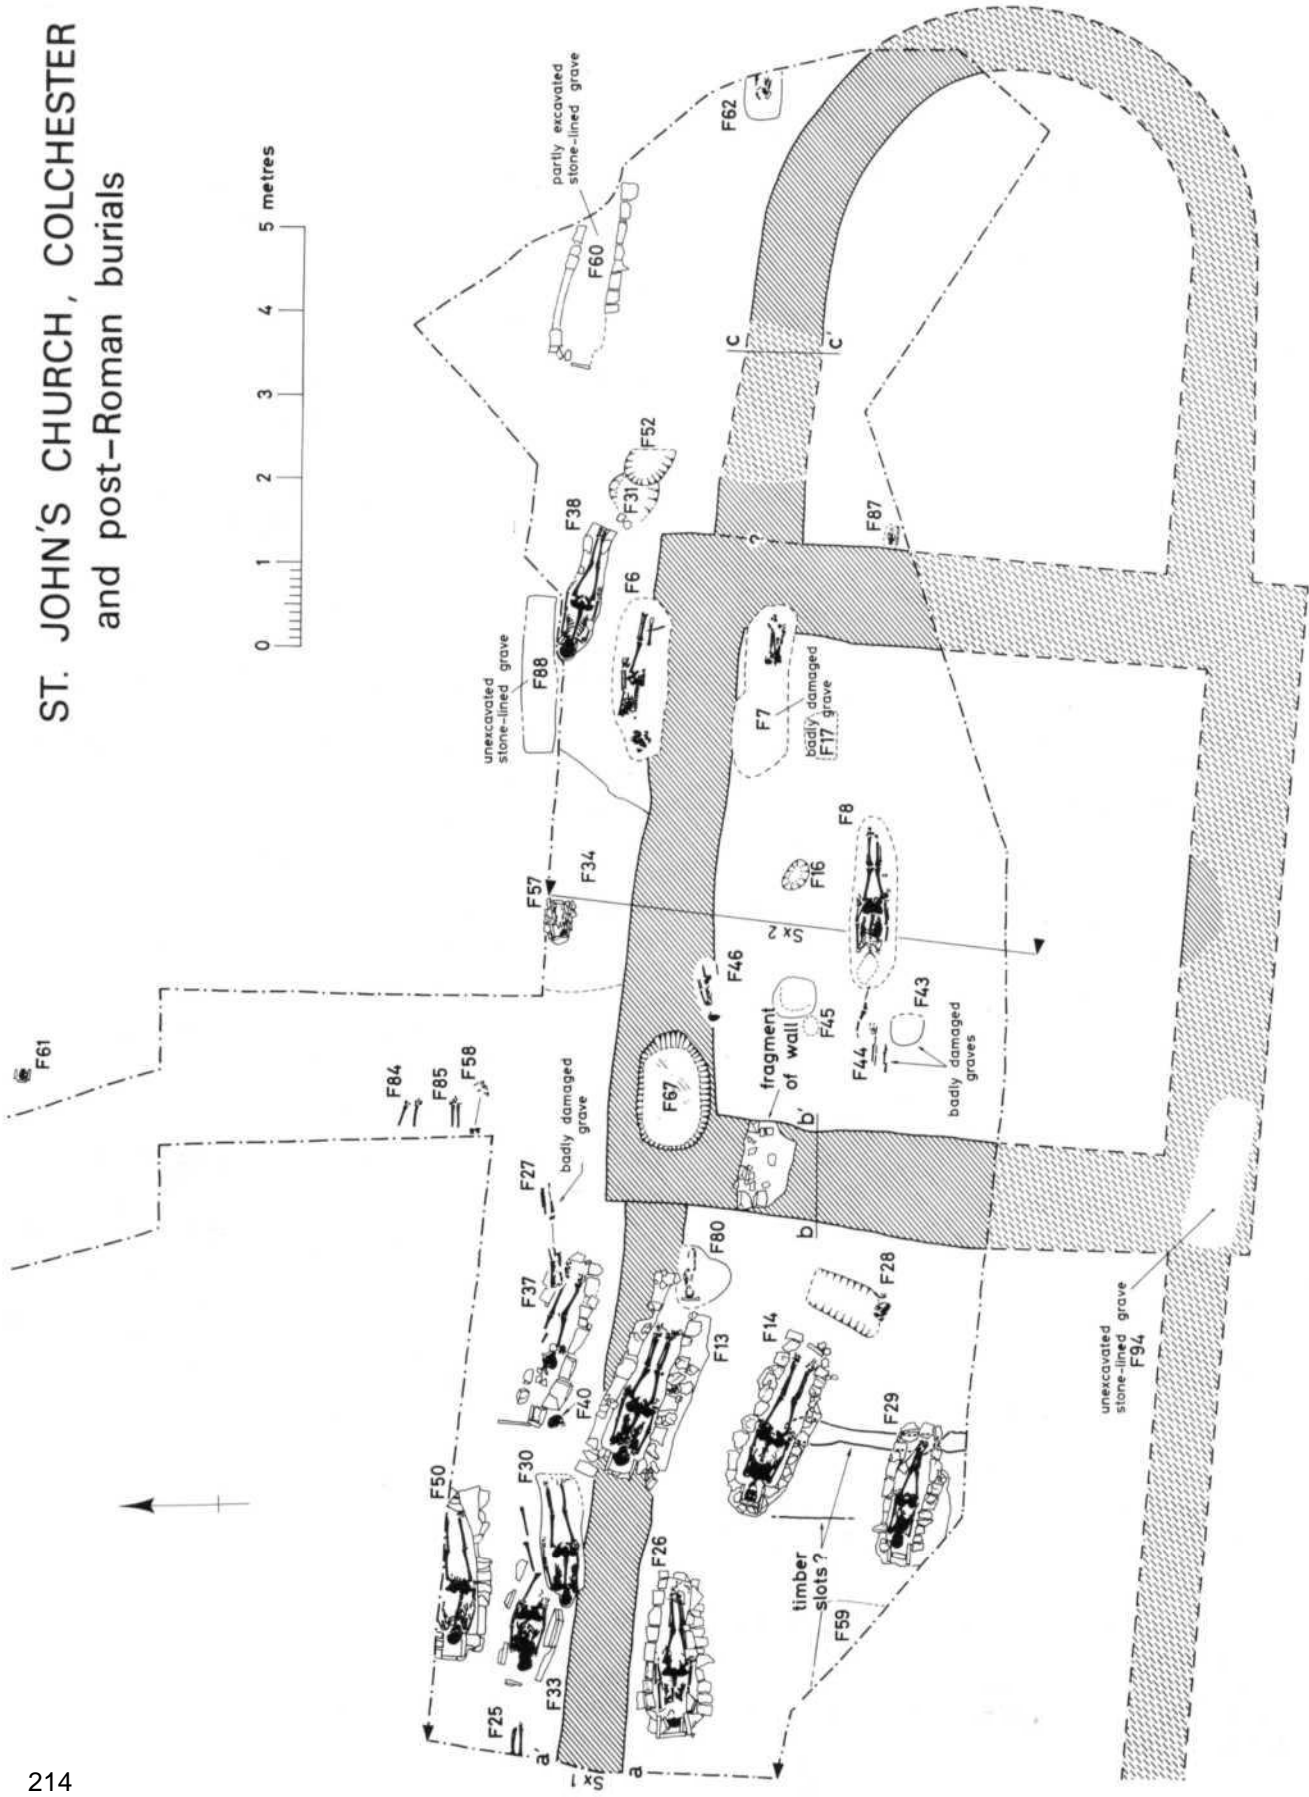 ST. JOHN'S CHURCH, COLCHESTER
and post-Roman burials
0 1 2 3 4 5 metres
partly excavated
stone-lined grave
F60
F62
F52
F31
F38
F6
unexcavated
stone-lined grave
F88
F87
c
c'
?
F7
badly damaged
grave
F17
F8
F16
F34
F57
Sx 2
F46
F45
F43
F44
badly damaged
graves
fragment
of wall
F67
b'
b
F61
F84
F85
F58
F27
badly damaged
grave
F37
F40
F80
F13
F28
F14
F29
unexcavated
stone-lined grave
F94
F50
F30
F33
F25
F26
timber
slots?
F59
a'
a
Sx 1
214